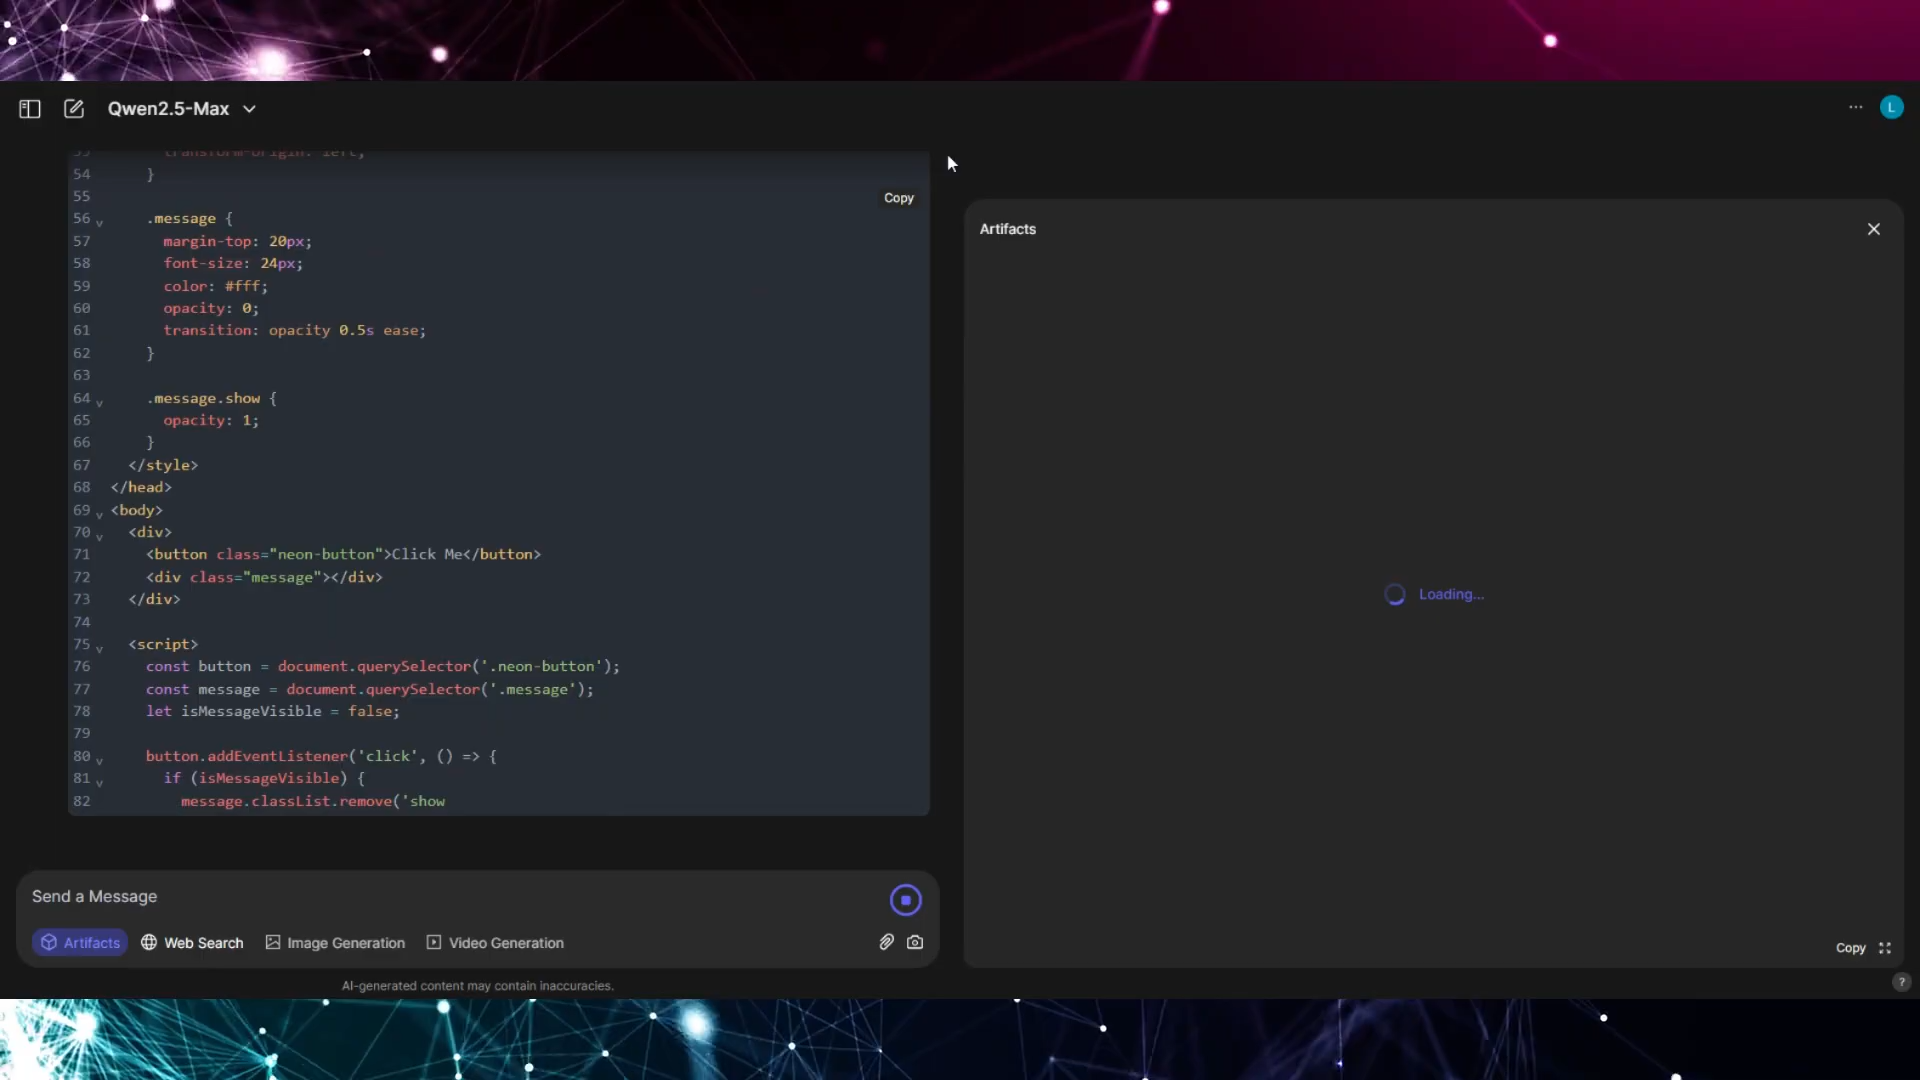 Qwen2.5-Max
L
53 transform-origin: left;
54 }
55
Copy
56 .message {
57 margin-top: 20px;
58 font-size: 24px;
59 color: #fff;
60 opacity: 0;
61 transition: opacity 0.5s ease;
62 }
63
64 .message.show {
65 opacity: 1;
66 }
67 </style>
68 </head>
69 <body>
70 <div>
71 <button class="neon-button">Click Me</button>
72 <div class="message"></div>
73 </div>
74
75 <script>
76 const button = document.querySelector('.neon-button');
77 const message = document.querySelector('.message');
78 let isMessageVisible = false;
79
80 button.addEventListener('click', () => {
81 if (isMessageVisible) {
82 message.classList.remove('show
Send a Message
Artifacts Web Search Image Generation Video Generation
AI-generated content may contain inaccuracies.
Artifacts
Loading...
Copy
?